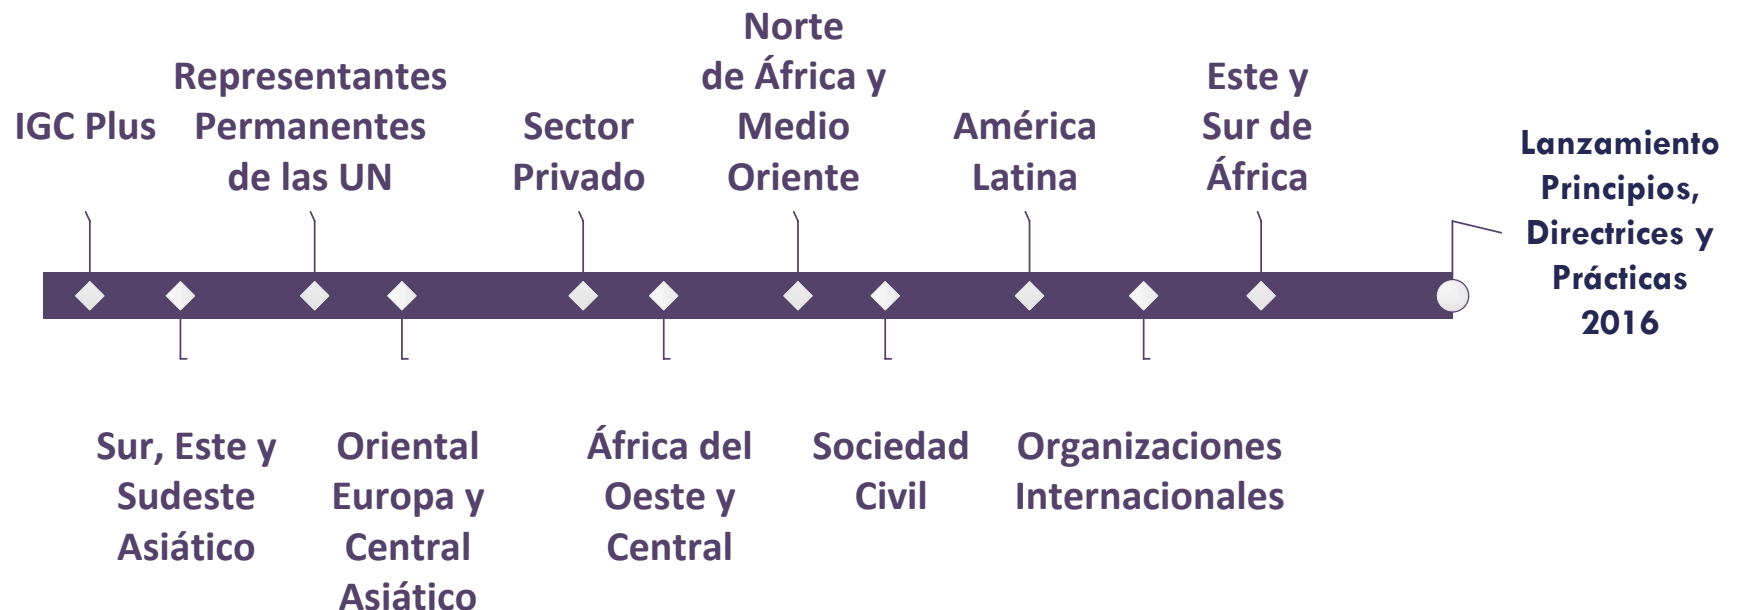 IGC Plus
Representantes
Permanentes
de las UN
Sector
Privado
Norte
de África y
Medio
Oriente
América
Latina
Este y
Sur de
África
Lanzamiento
Principios,
Directrices y
Prácticas
2016
Sur, Este y
Sudeste
Asiático
Oriental
Europa y
Central
Asiático
África del
Oeste y
Central
Sociedad
Civil
Organizaciones
Internacionales